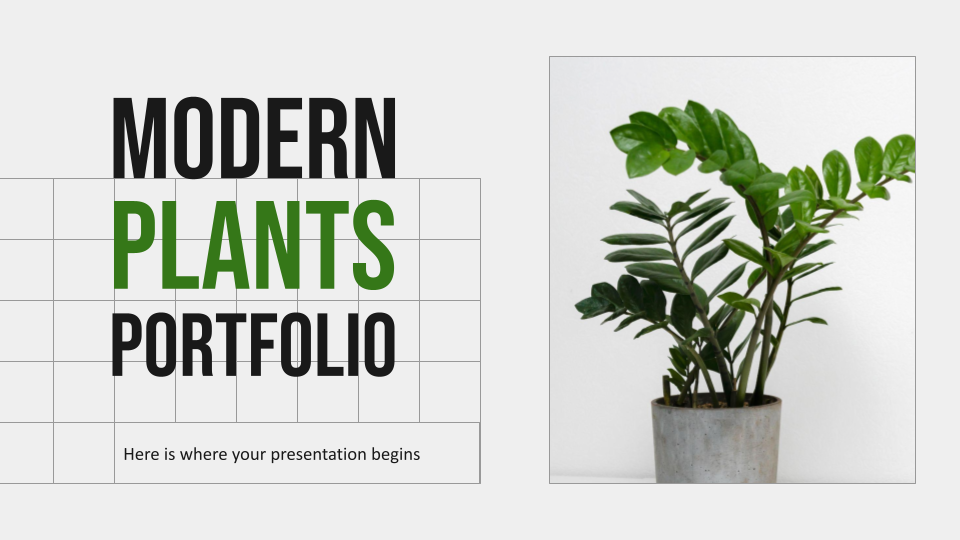 MODERN
PLANTS
PORTFOLIO
Here is where your presentation begins